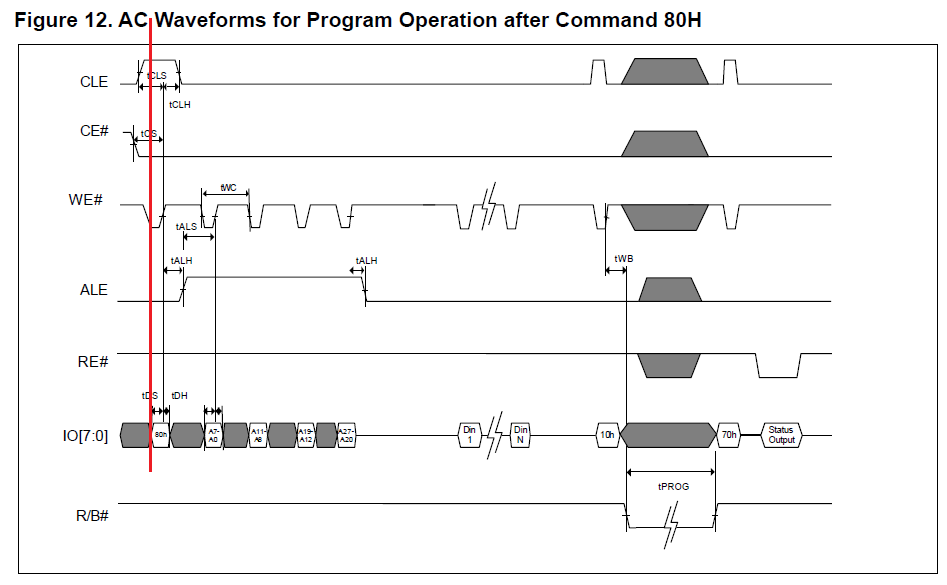 Figure 12. AC Waveforms for Program Operation after Command 80H
CLE
tCLS
tCLH
CE#
tCS
WE#
tWC
tALS
tALH
tALH
tWB
ALE
RE#
tDS
tDH
IO[7:0]
80h
A7-
A0
A11-
A8
A19-
A12
A27-
A20
Din
1
Din
N
10h
70h
Status
Output
tPROG
R/B#